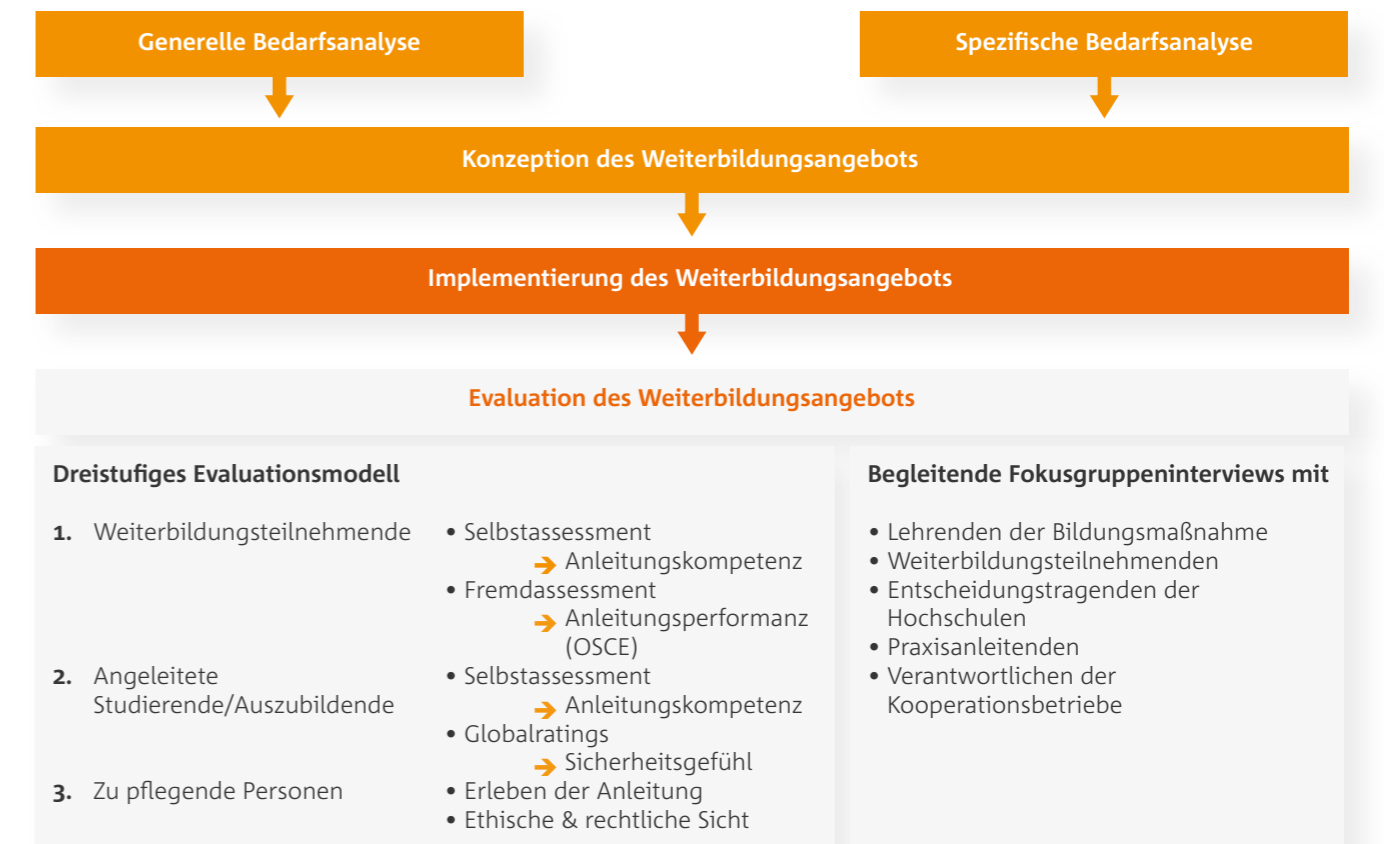 Generelle Bedarfsanalyse
Spezifische Bedarfsanalyse
Konzeption des Weiterbildungsangebots
Implementierung des Weiterbildungsangebots
Evaluation des Weiterbildungsangebots
Dreistufiges Evaluationsmodell
1. Weiterbildungsteilnehmende
• Selbstassessment
➔ Anleitungskompetenz
• Fremdassessment
➔ Anleitungsperformanz
(OSCE)
2. Angeleitete
Studierende/Auszubildende
• Selbstassessment
➔ Anleitungskompetenz
• Globalratings
➔ Sicherheitsgefühl
3. Zu pflegende Personen
• Erleben der Anleitung
• Ethische & rechtliche Sicht
Begleitende Fokusgruppeninterviews mit
• Lehrenden der Bildungsmaßnahme
• Weiterbildungsteilnehmenden
• Entscheidungstragenden der
Hochschulen
• Praxisanleitenden
• Verantwortlichen der
Kooperationsbetriebe